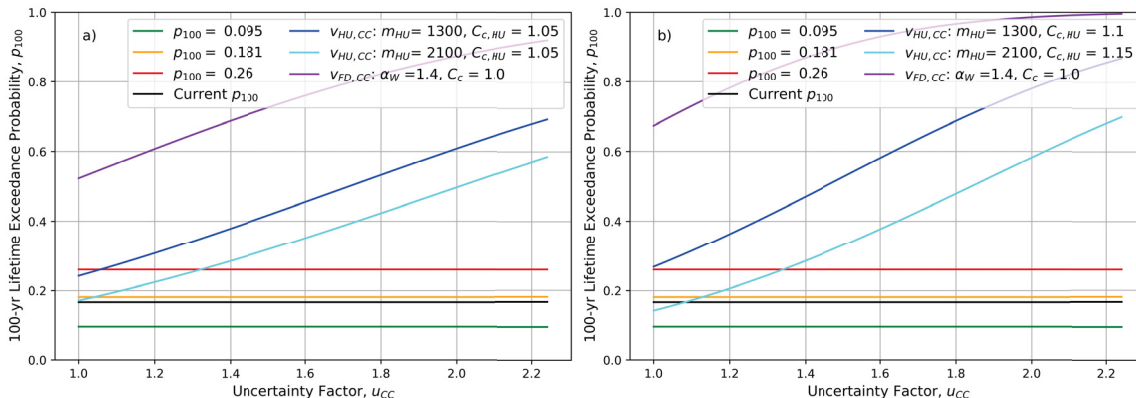 a)
p100 = 0.095
p100 = 0.181
p100 = 0.26
Current p100
vHU,CC: mHU= 1300, Cc,HU = 1.05
vHU,CC: mHU= 2100, Cc,HU = 1.05
vFD,CC: αW =1.4, Cc = 1.0
100-yr Lifetime Exceedance Probability, p100
1.0
0.8
0.6
0.4
0.2
0.0
1.0 1.2 1.4 1.6 1.8 2.0 2.2
Uncertainty Factor, uCC
b)
p100 = 0.095
p100 = 0.181
p100 = 0.26
Current p100
vHU,CC: mHU= 1300, Cc,HU = 1.1
vHU,CC: mHU= 2100, Cc,HU = 1.15
vFD,CC: αW =1.4, Cc = 1.0
100-yr Lifetime Exceedance Probability, p100
1.0
0.8
0.6
0.4
0.2
0.0
1.0 1.2 1.4 1.6 1.8 2.0 2.2
Uncertainty Factor, uCC